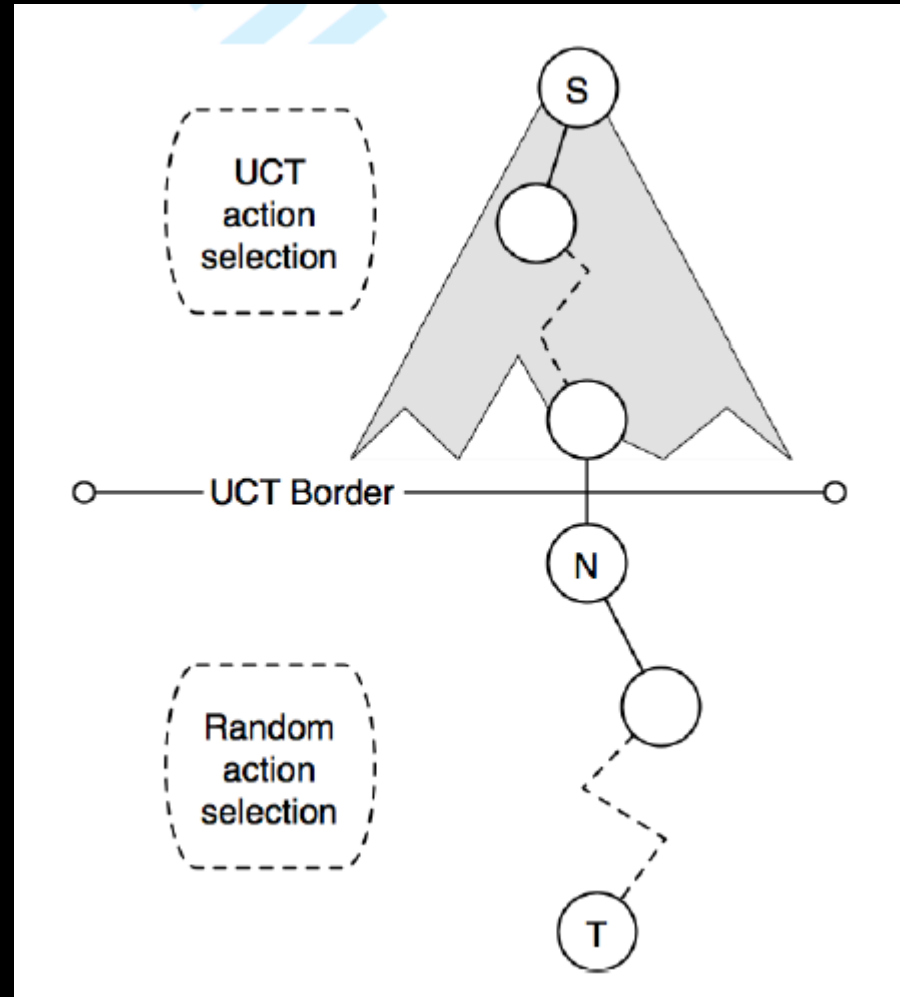 S
UCT
action
selection
UCT Border
N
Random
action
selection
T